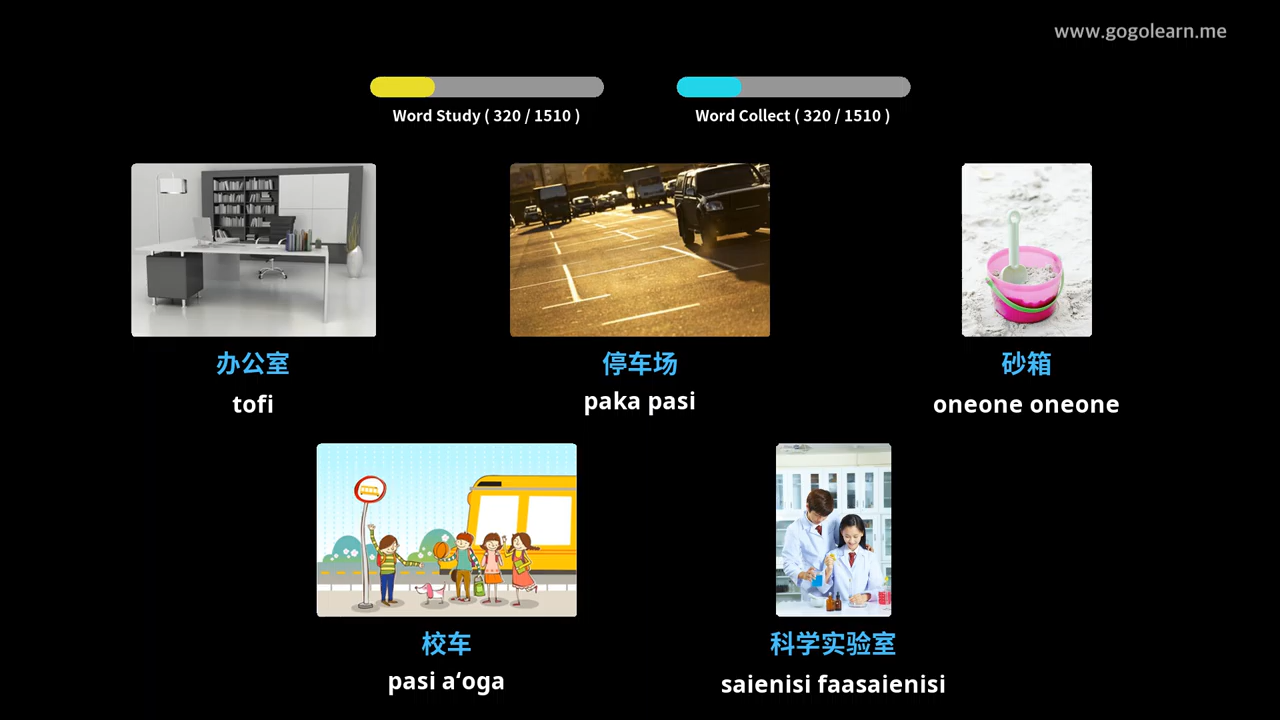 www.gogolearn.me
Word Study ( 320 / 1510 )
Word Collect ( 320 / 1510 )
办公室
停车场
砂箱
tofi
paka pasi
oneone oneone
校车
科学实验室
pasi aʻoga
saienisi faasaienisi